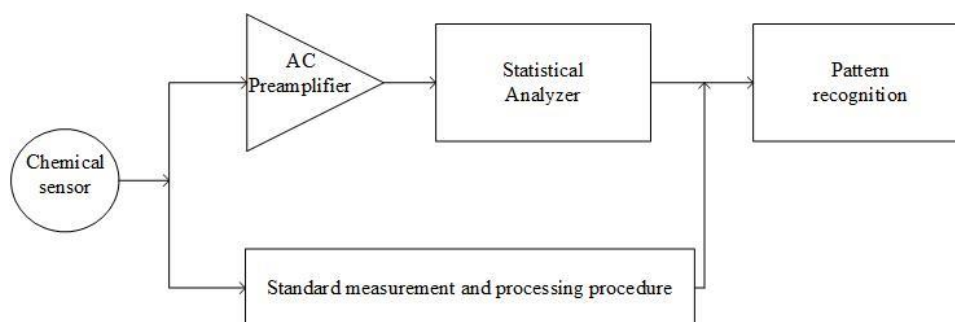 AC
Preamplifier
Statistical
Analyzer
Pattern
recognition
Chemical
sensor
Standard measurement and processing procedure